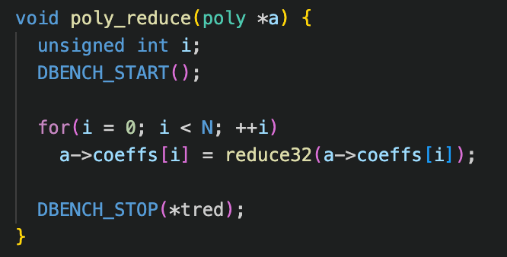 void poly_reduce(poly *a) {
  unsigned int i;
  DBENCH_START();

  for(i = 0; i < N; ++i)
    a->coeffs[i] = reduce32(a->coeffs[i]);

  DBENCH_STOP(*tred);
}